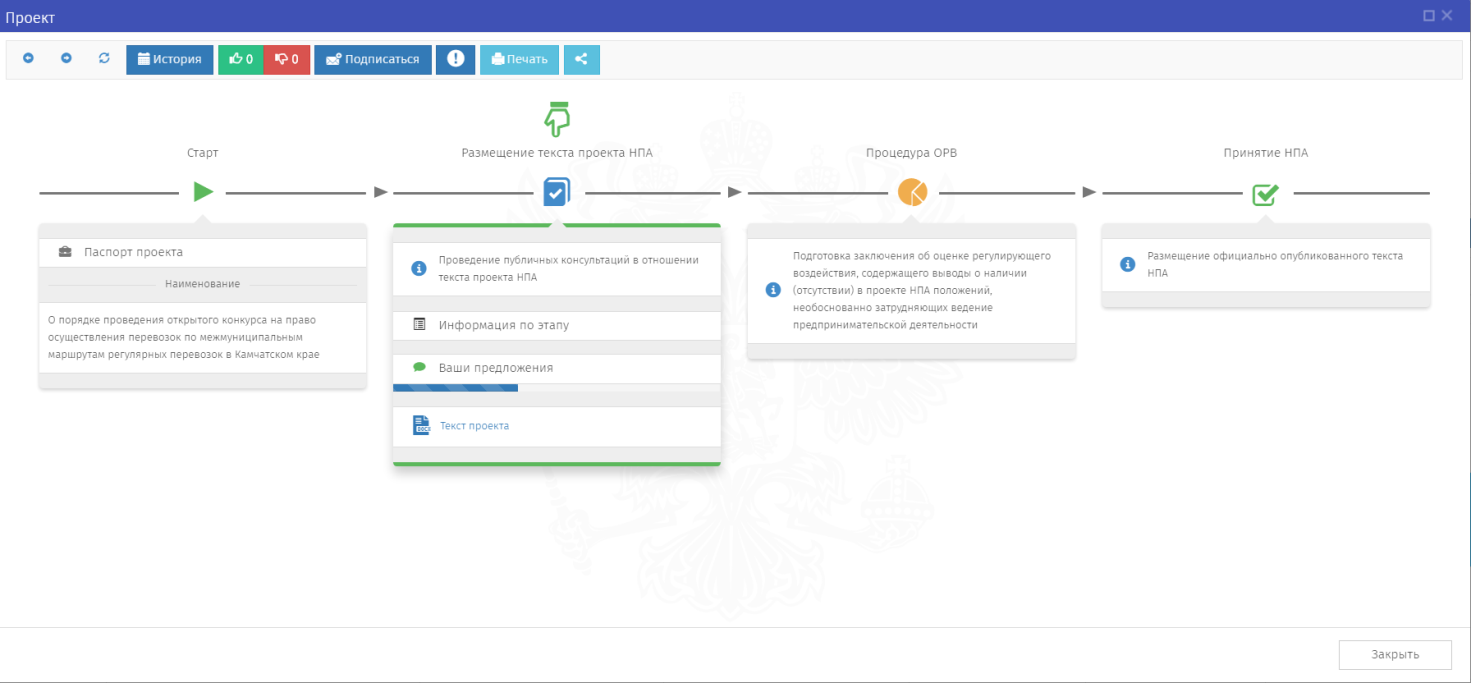 Проект
История
0
0
Подписаться
Печать
Старт
Размещение текста проекта НПА
Процедура ОРВ
Принятие НПА
Паспорт проекта
Наименование
О порядке проведения открытого конкурса на право
осуществления перевозок по межмуниципальным
маршрутам регулярных перевозок в Камчатском крае
Проведение публичных консультаций в отношении
текста проекта НПА
Информация по этапу
Ваши предложения
DOCX
Текст проекта
Подготовка заключения об оценке регулирующего
воздействия, содержащего выводы о наличии
(отсутствии) в проекте НПА положений,
необоснованно затрудняющих ведение
предпринимательской деятельности
Размещение официально опубликованного текста
НПА
Закрыть